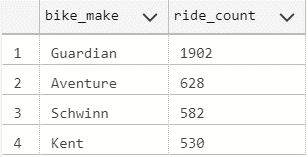 bike_make ride_count
1 Guardian 1902
2 Aventure 628
3 Schwinn 582
4 Kent 530